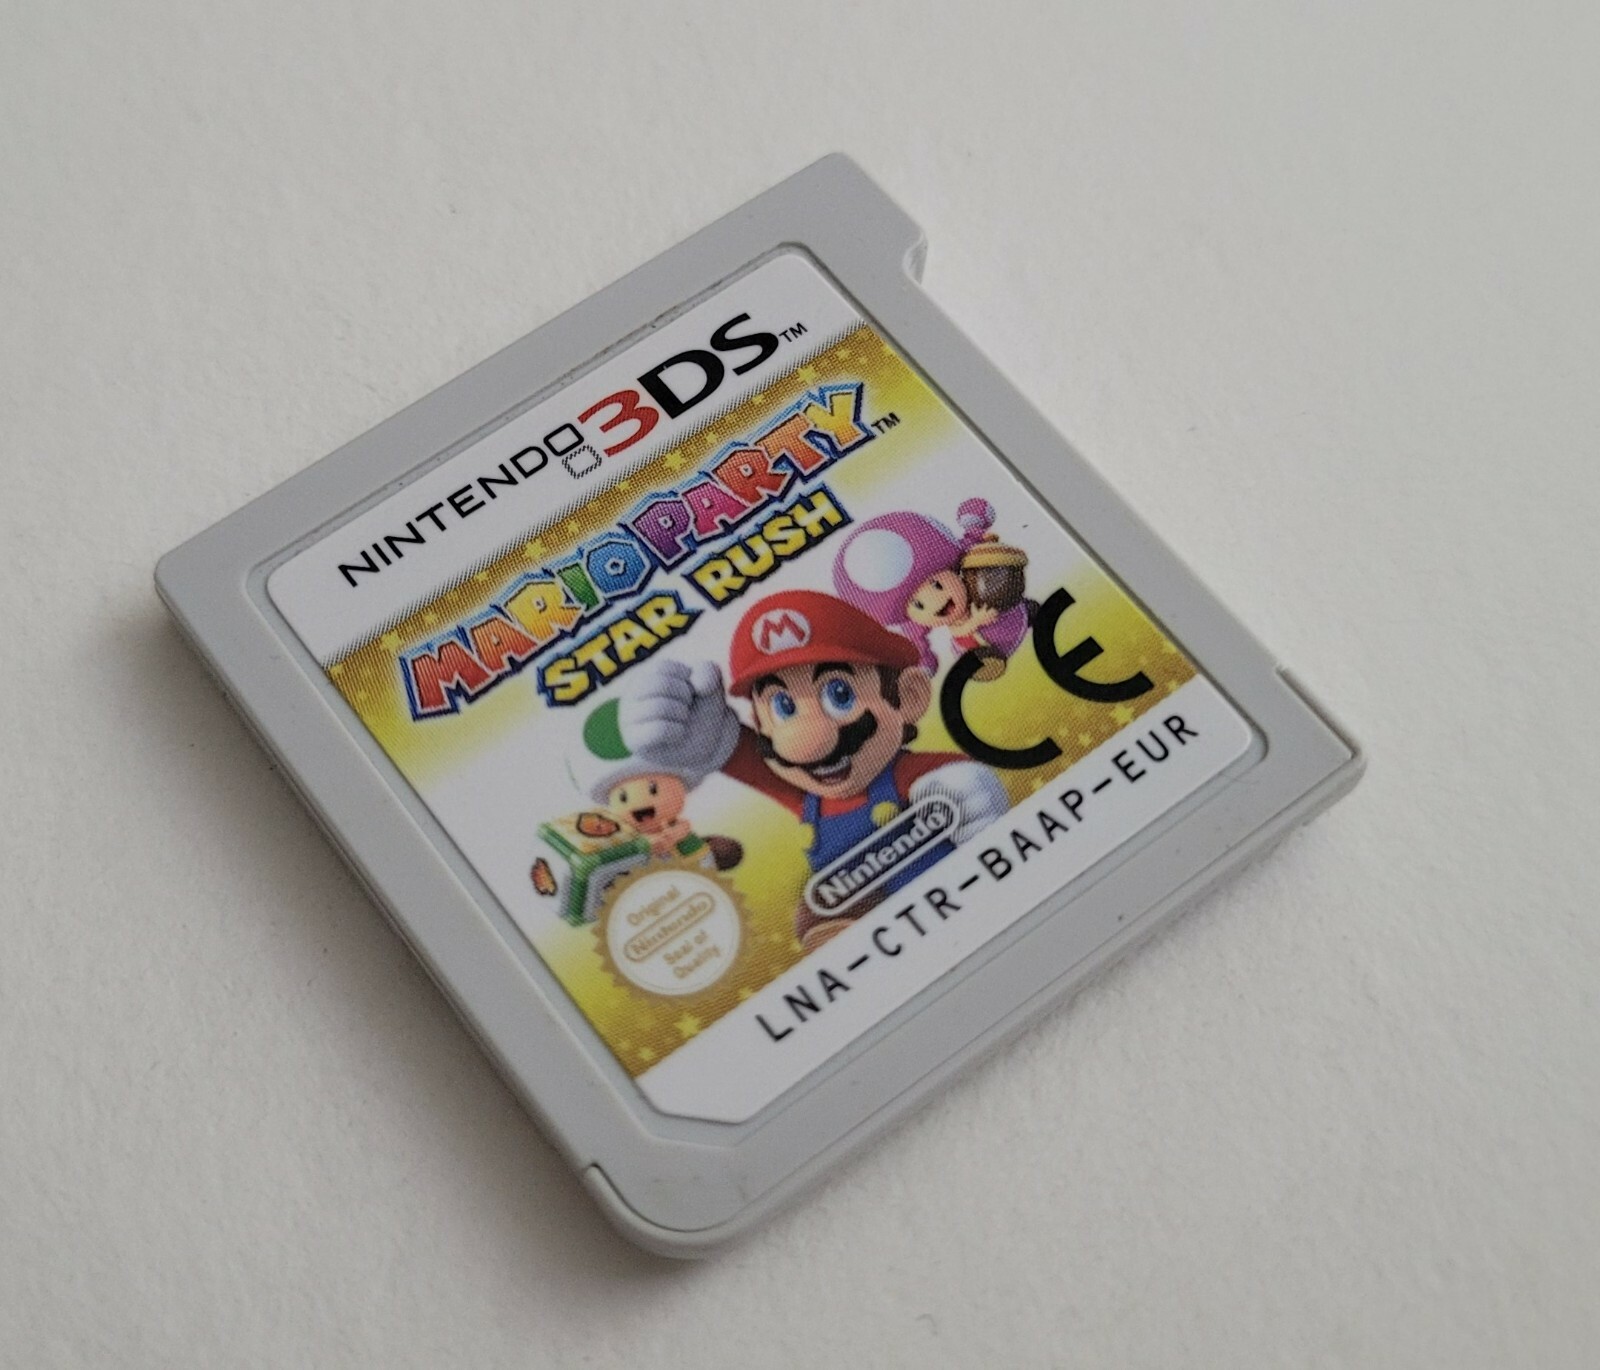 NINTENDO 3DS™
MARIO PARTY™
STAR RUSH
M
CE
Nintendo®
Original
Nintendo
Seal of
Quality
LNA-CTR-BAAP-EUR